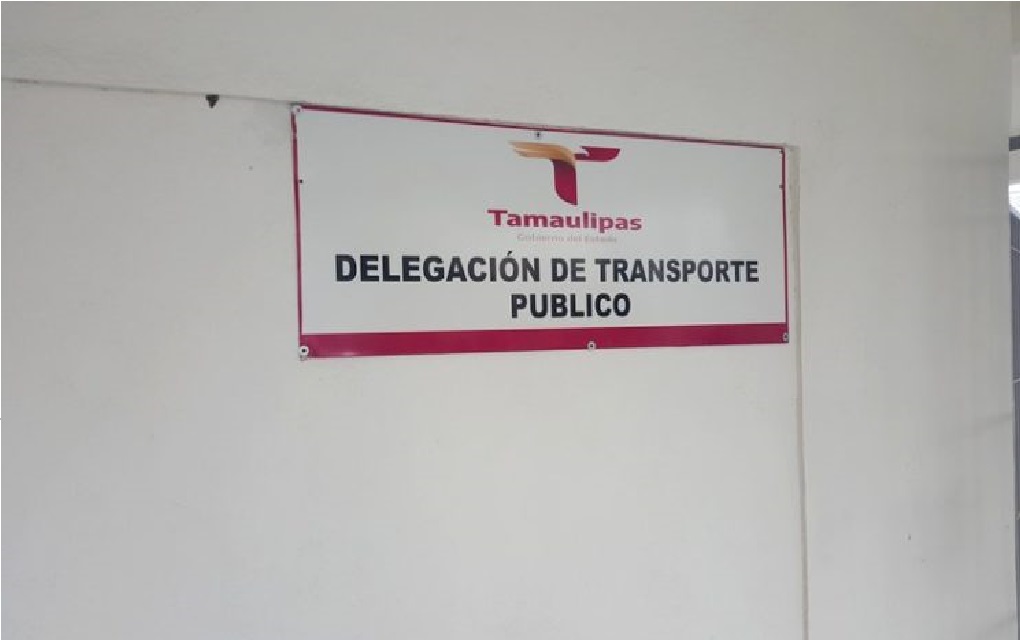 Tamaulipas
Gobierno del Estado
DELEGACIÓN DE TRANSPORTE
PUBLICO